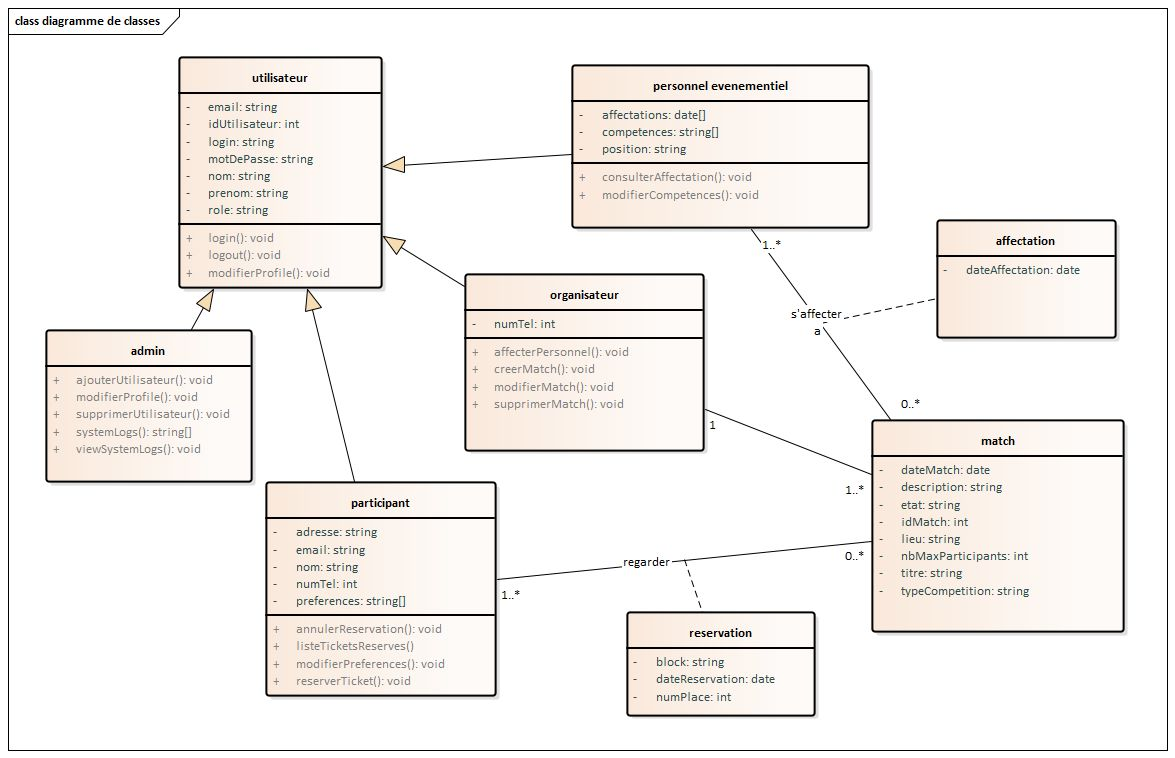 class diagramme de classes
utilisateur
- email: string
- idUtilisateur: int
- login: string
- motDePasse: string
- nom: string
- prenom: string
- role: string
+ login(): void
+ logout(): void
+ modifierProfile(): void
personnel evenementiel
- affectations: date[]
- competences: string[]
- position: string
+ consulterAffectation(): void
+ modifierCompetences(): void
1..*
s'affecter
a
0..*
affectation
- dateAffectation: date
organisateur
- numTel: int
+ affecterPersonnel(): void
+ creerMatch(): void
+ modifierMatch(): void
+ supprimerMatch(): void
1
1..*
admin
+ ajouterUtilisateur(): void
+ modifierProfile(): void
+ supprimerUtilisateur(): void
+ systemLogs(): string[]
+ viewSystemLogs(): void
match
- dateMatch: date
- description: string
- etat: string
- idMatch: int
- lieu: string
- nbMaxParticipants: int
- titre: string
- typeCompetition: string
participant
- adresse: string
- email: string
- nom: string
- numTel: int
- preferences: string[]
+ annulerReservation(): void
+ listeTicketsReserves()
+ modifierPreferences(): void
+ reserverTicket(): void
1..*
regarder
0..*
reservation
- block: string
- dateReservation: date
- numPlace: int